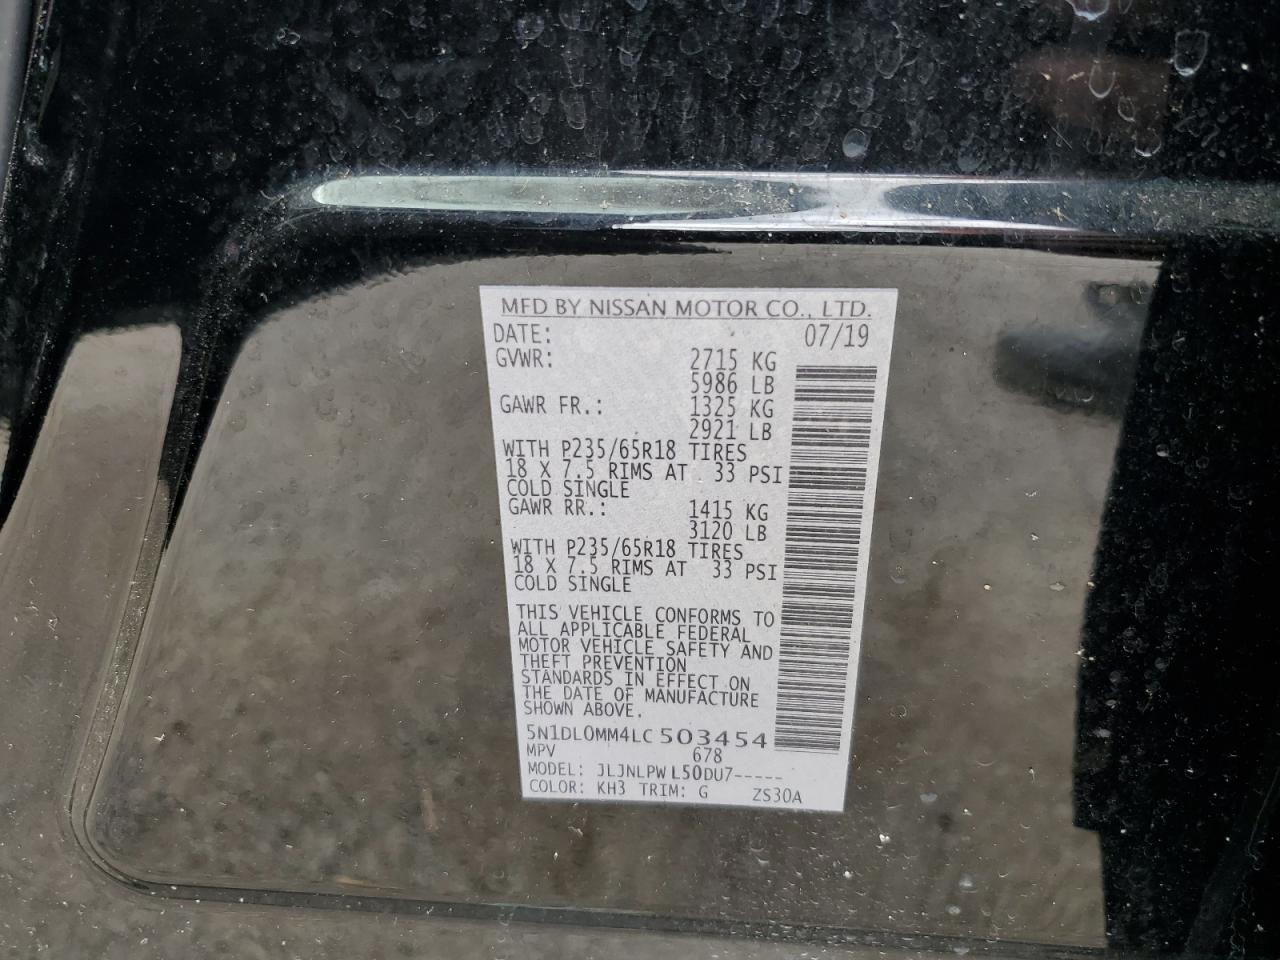 MFD BY NISSAN MOTOR CO., LTD.
DATE: 07/19
GVWR: 2715 KG
5986 LB
GAWR FR.: 1325 KG
2921 LB
WITH P235/65R18 TIRES
18 X 7.5 RIMS AT 33 PSI
COLD SINGLE
GAWR RR.: 1415 KG
3120 LB
WITH P235/65R18 TIRES
18 X 7.5 RIMS AT 33 PSI
COLD SINGLE
THIS VEHICLE CONFORMS TO
ALL APPLICABLE FEDERAL
MOTOR VEHICLE SAFETY AND
THEFT PREVENTION
STANDARDS IN EFFECT ON
THE DATE OF MANUFACTURE
SHOWN ABOVE.
5N1DL0MM4LC 503454
MPV 678
MODEL: JLJNLPW L50DU7-----
COLOR: KH3 TRIM: G ZS30A